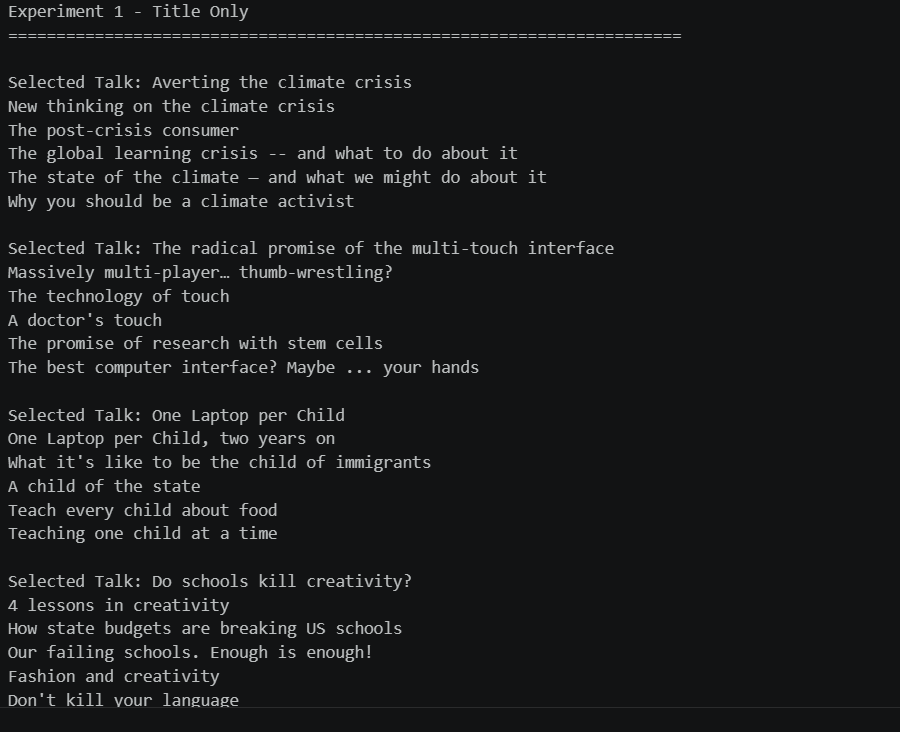 Experiment 1 - Title Only
======================================================================
Selected Talk: Averting the climate crisis
New thinking on the climate crisis
The post-crisis consumer
The global learning crisis -- and what to do about it
The state of the climate — and what we might do about it
Why you should be a climate activist
Selected Talk: The radical promise of the multi-touch interface
Massively multi-player… thumb-wrestling?
The technology of touch
A doctor's touch
The promise of research with stem cells
The best computer interface? Maybe ... your hands
Selected Talk: One Laptop per Child
One Laptop per Child, two years on
What it's like to be the child of immigrants
A child of the state
Teach every child about food
Teaching one child at a time
Selected Talk: Do schools kill creativity?
4 lessons in creativity
How state budgets are breaking US schools
Our failing schools. Enough is enough!
Fashion and creativity
Don't kill your language